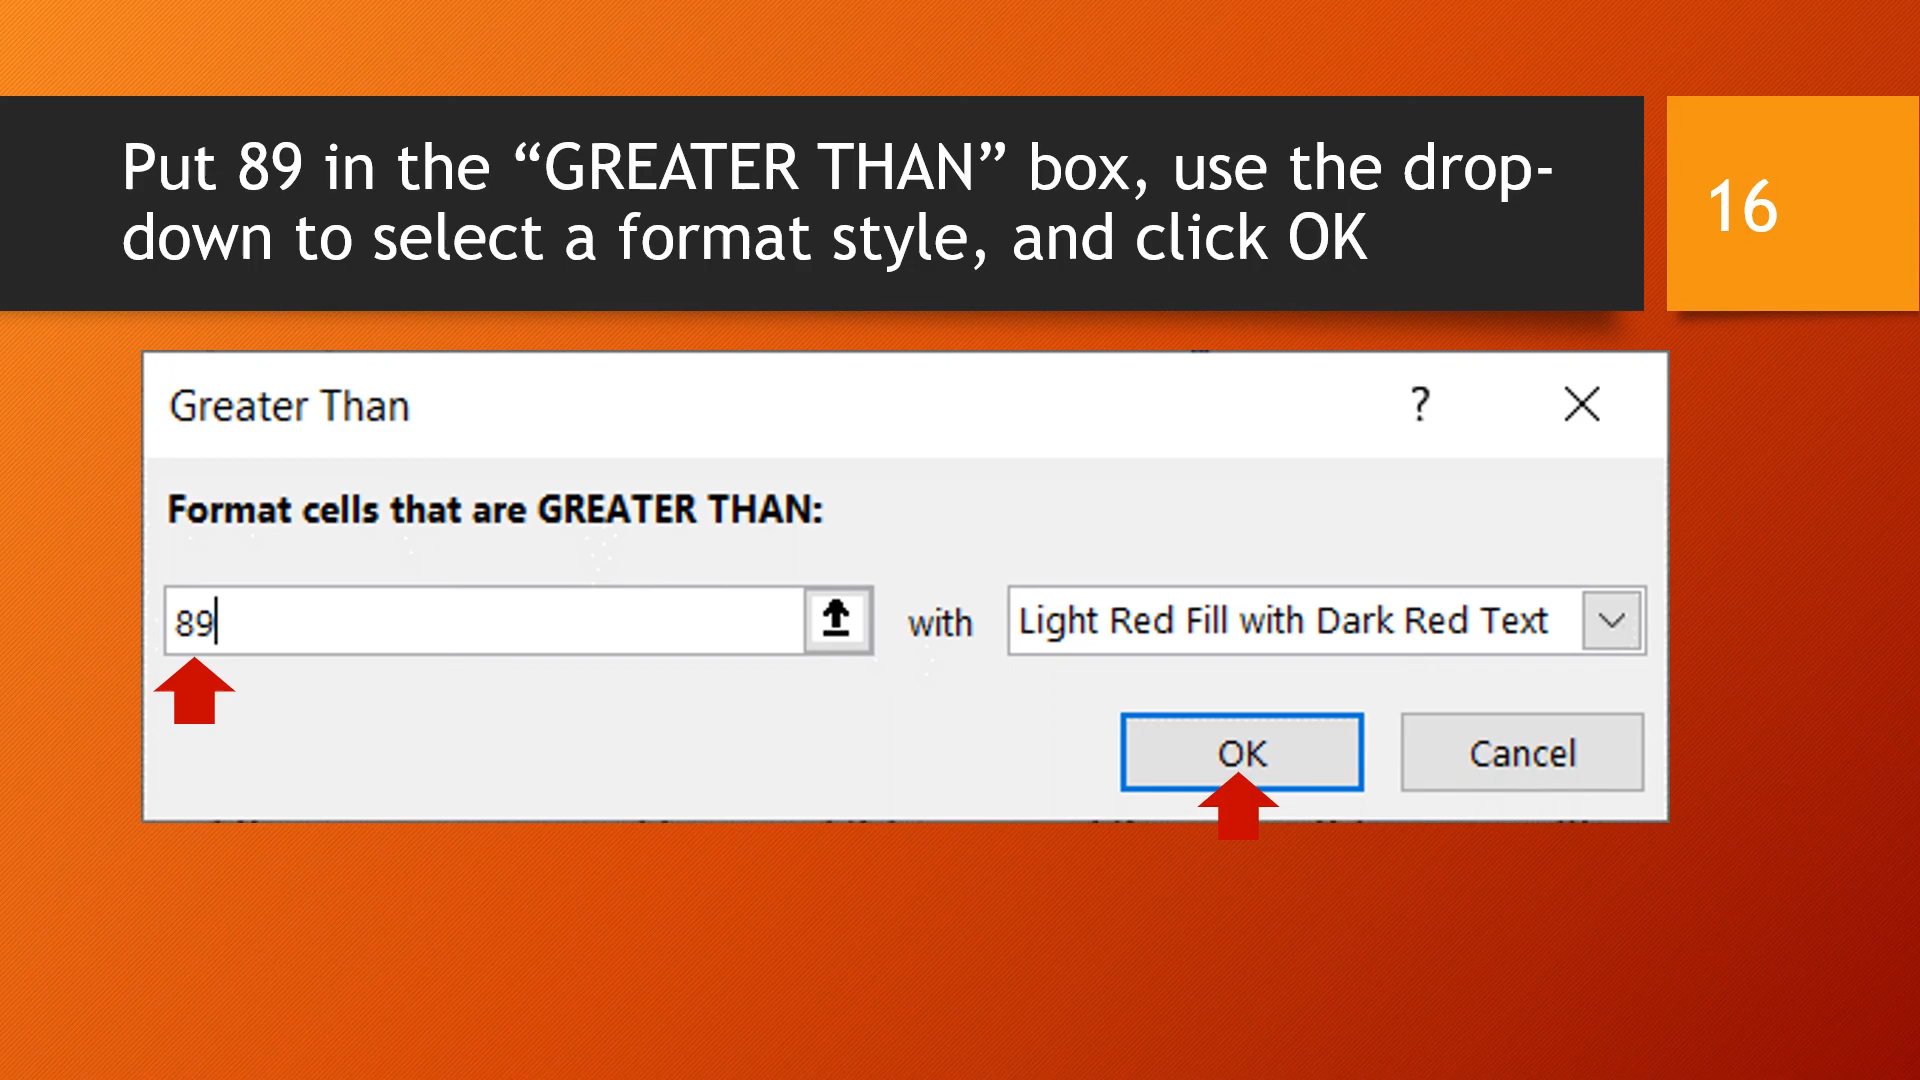 Put 89 in the “GREATER THAN” box, use the drop-
down to select a format style, and click OK
16
Greater Than ?
Format cells that are GREATER THAN:
89 with Light Red Fill with Dark Red Text
OK Cancel